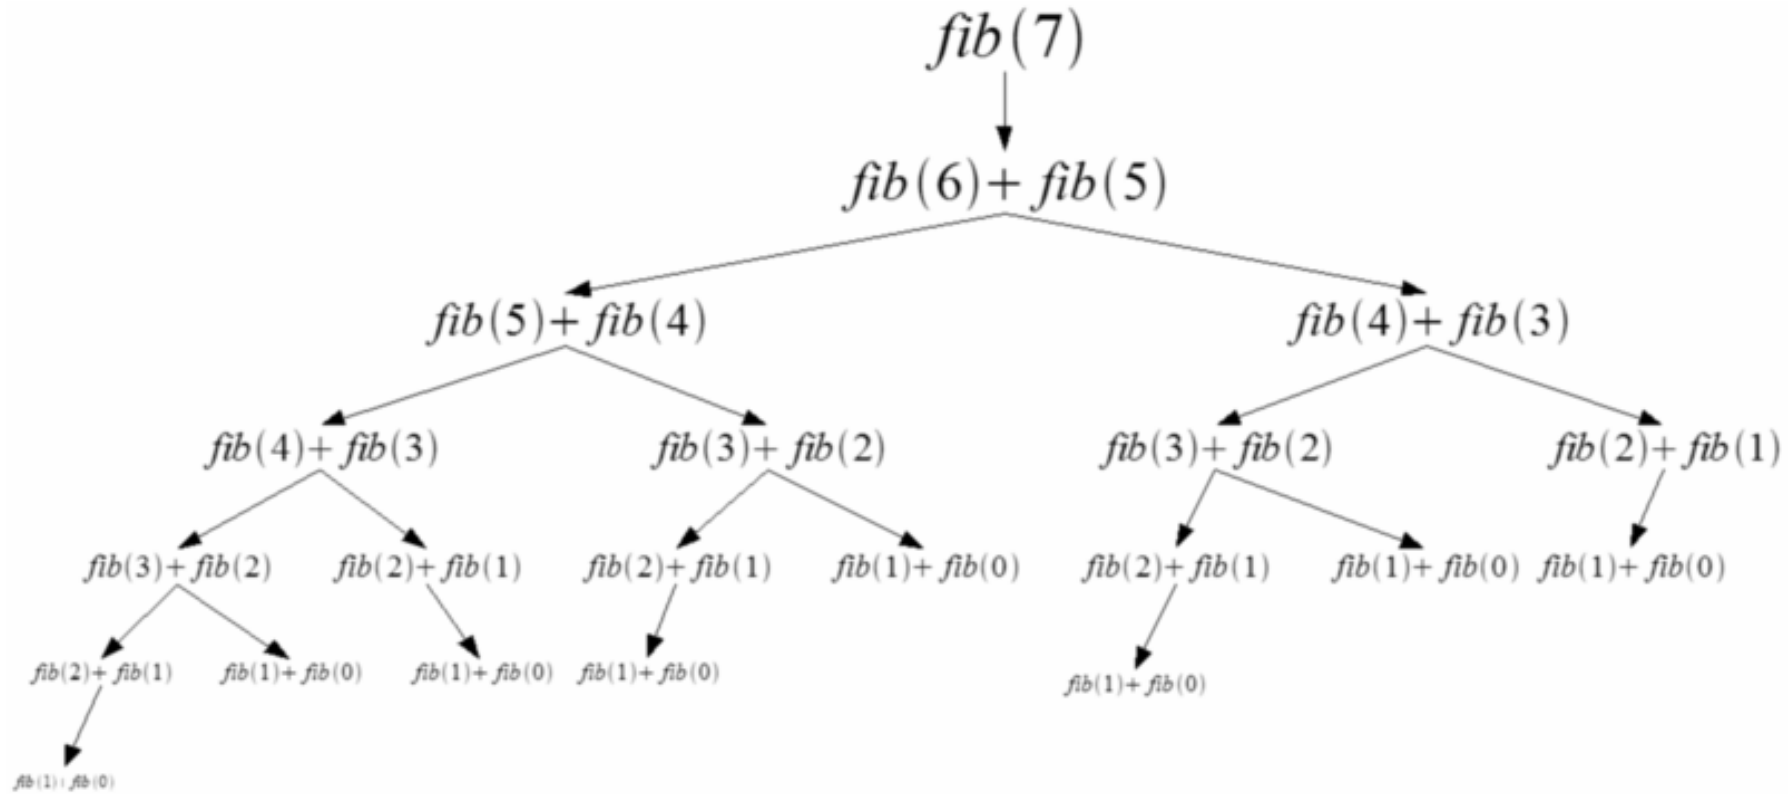 fib(7)
fib(6)+ fib(5)
fib(5)+ fib(4) fib(4)+ fib(3)
fib(4)+ fib(3) fib(3)+ fib(2) fib(3)+ fib(2) fib(2)+ fib(1)
fib(3)+ fib(2) fib(2)+ fib(1) fib(2)+ fib(1) fib(1)+ fib(0) fib(2)+ fib(1) fib(1)+ fib(0) fib(1)+ fib(0)
fib(2)+ fib(1) fib(1)+ fib(0) fib(1)+ fib(0) fib(1)+ fib(0) fib(1)+ fib(0)
fib(1)+ fib(0)